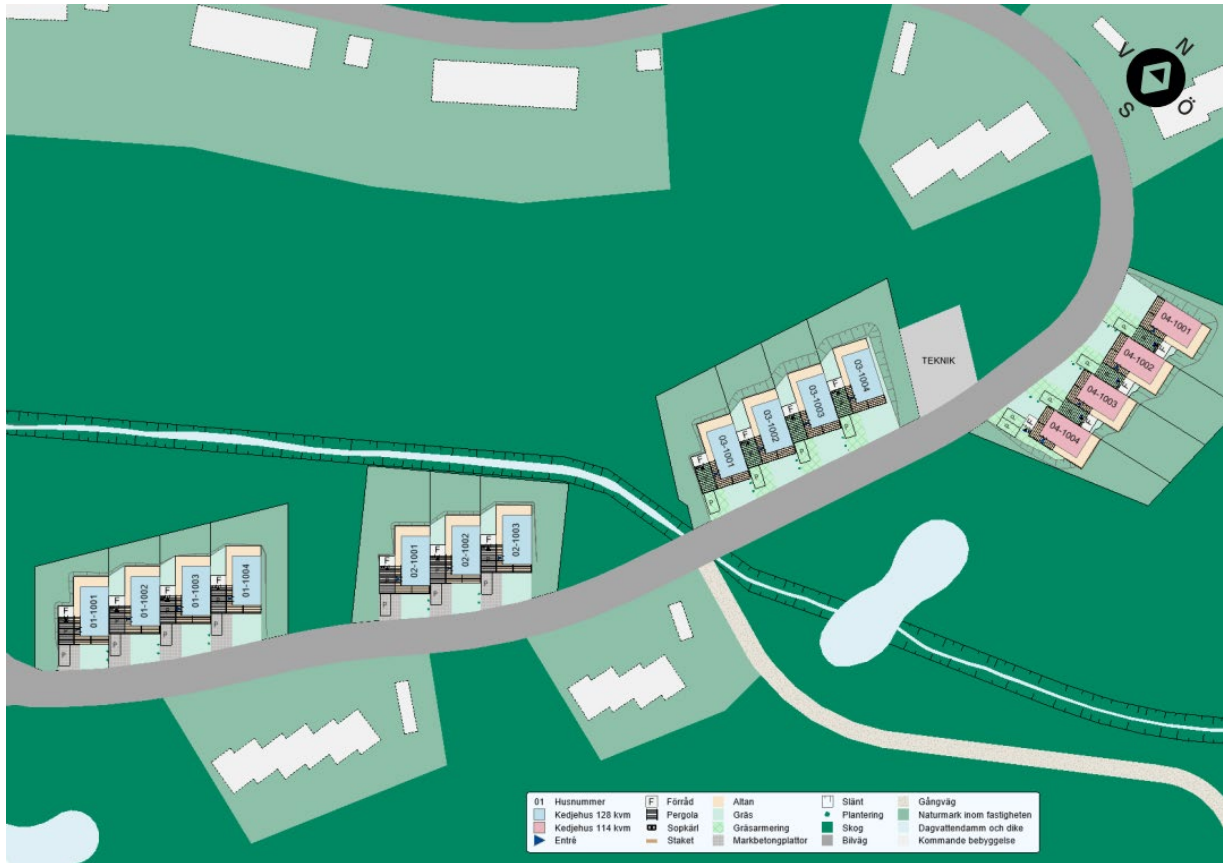 V N
S Ö
TEKNIK
04-1001
04-1002
04-1003
04-1004
03-1004
03-1003
03-1002
03-1001
F F F F
P P P P
02-1001
02-1002
02-1003
F F F
P P P
01-1001
01-1002
01-1003
01-1004
F F F F
P P P P
01 Husnummer
Kedjehus 128 kvm
Kedjehus 114 kvm
Entré
F Förråd
Pergola
Sopkärl
Staket
Altan
Gräs
Gräsarmering
Markbetongplattor
Slänt
Plantering
Skog
Bilväg
Gångväg
Naturmark inom fastigheten
Dagvattendamm och dike
Kommande bebyggelse